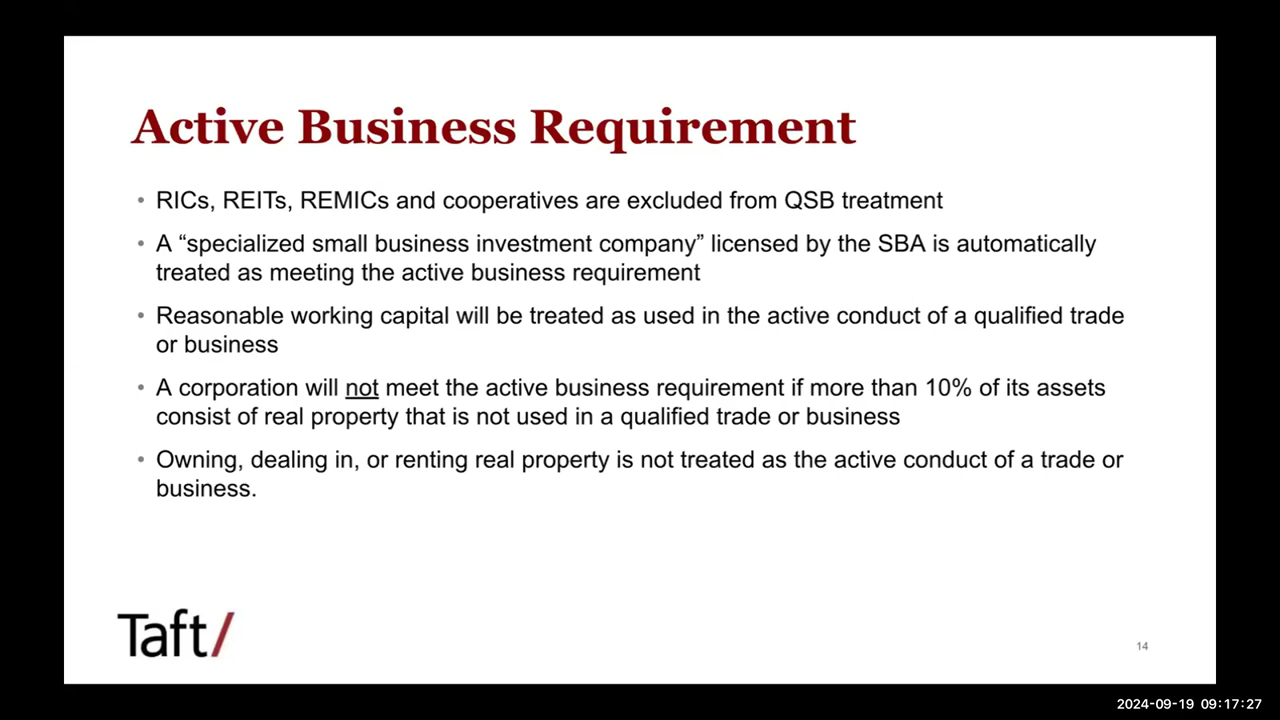 Active Business Requirement
• RICs, REITs, REMICs and cooperatives are excluded from QSB treatment
• A “specialized small business investment company” licensed by the SBA is automatically
treated as meeting the active business requirement
• Reasonable working capital will be treated as used in the active conduct of a qualified trade
or business
• A corporation will not meet the active business requirement if more than 10% of its assets
consist of real property that is not used in a qualified trade or business
• Owning, dealing in, or renting real property is not treated as the active conduct of a trade or
business.
Taft/
14
2024-09-19 09:17:27